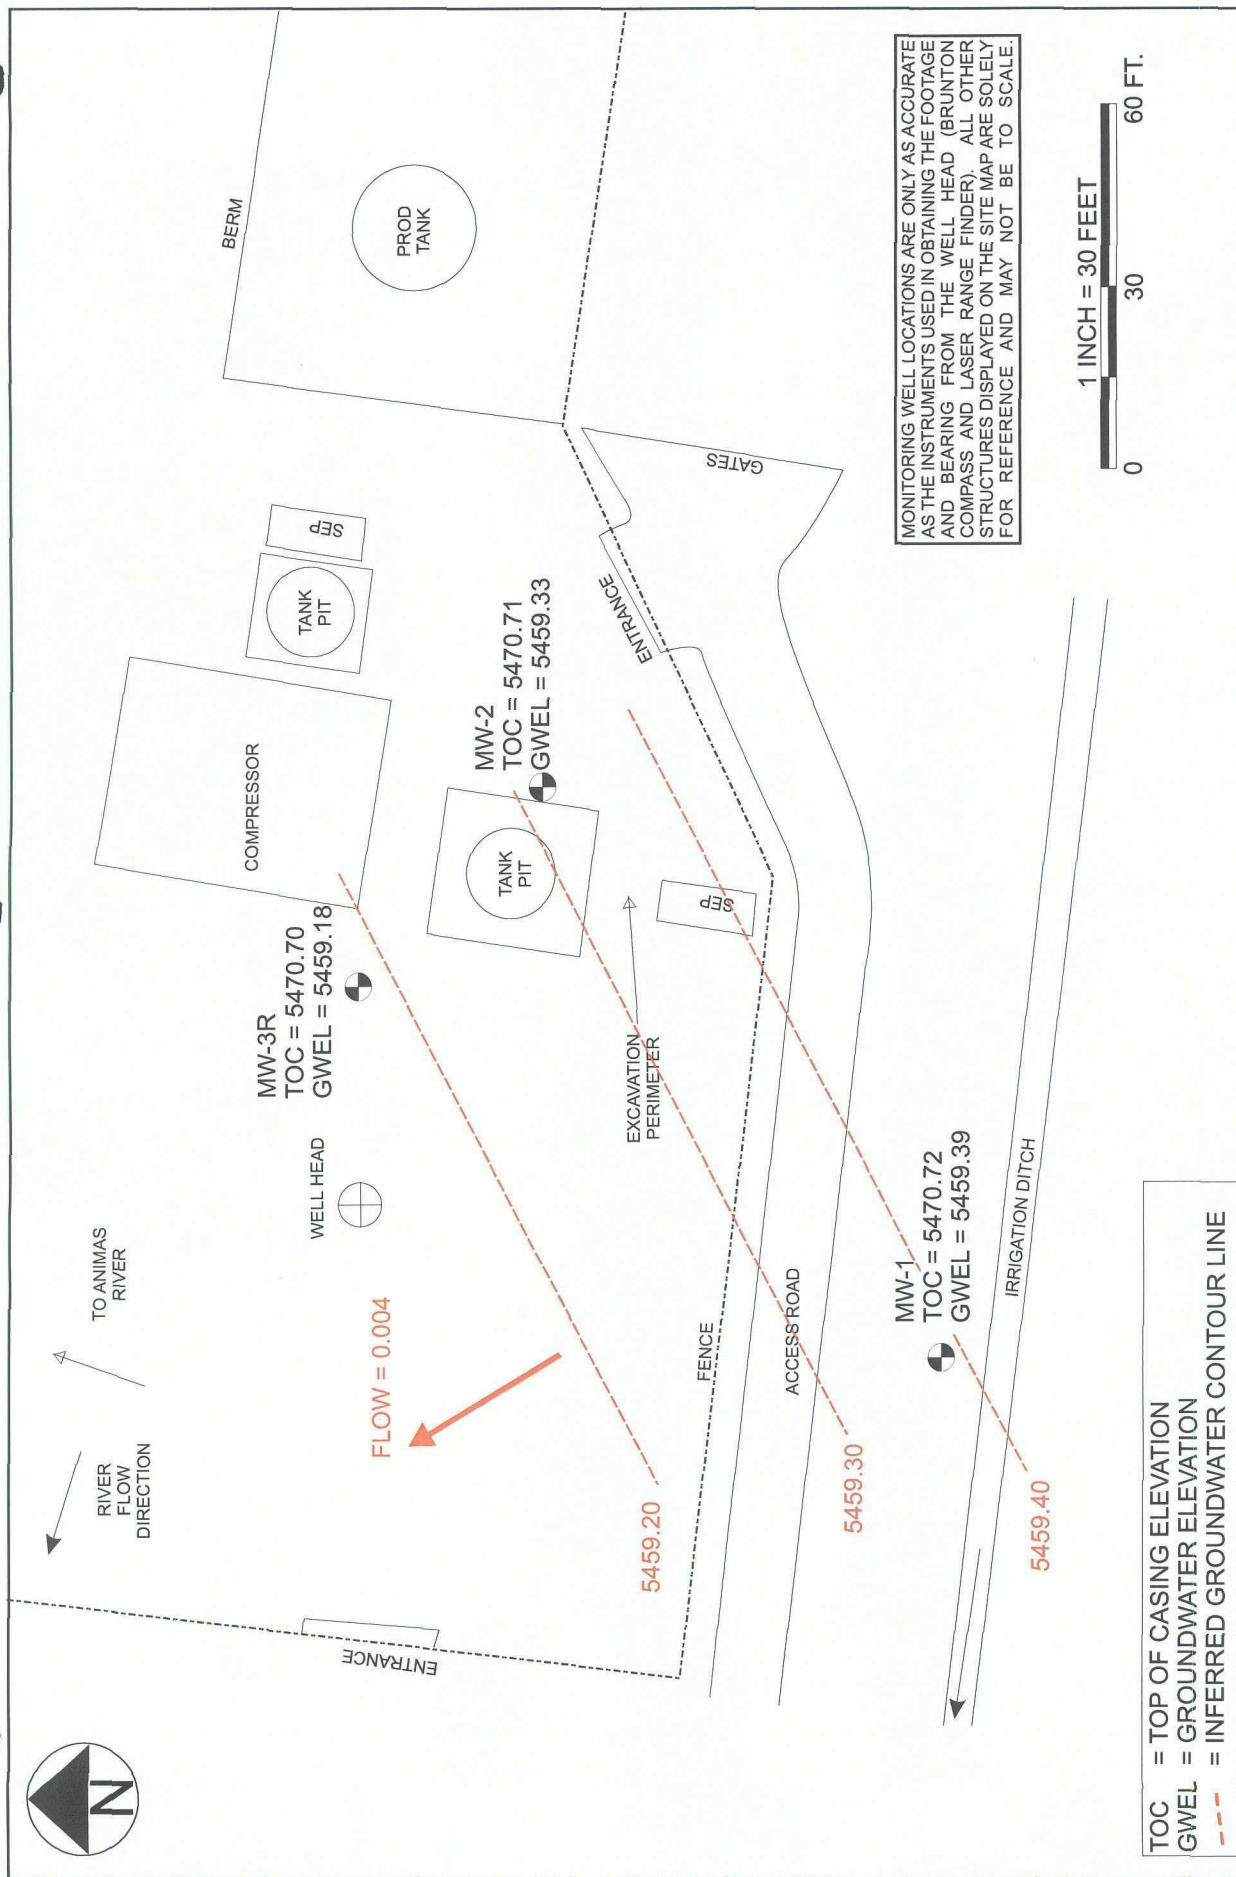 BERM
PROD
TANK
SEP
TANK
PIT
COMPRESSOR
MW-2
TOC = 5470.71
GWEL = 5459.33
TANK
PIT
SEP
ENTRANCE
GATES
MW-3R
TOC = 5470.70
GWEL = 5459.18
WELL HEAD
EXCAVATION
PERIMETER
TO ANIMAS
RIVER
RIVER
FLOW
DIRECTION
FLOW = 0.004
ENTRANCE
FENCE
ACCESS ROAD
MW-1
TOC = 5470.72
GWEL = 5459.39
IRRIGATION DITCH
5459.20
5459.30
5459.40
N
MONITORING WELL LOCATIONS ARE ONLY AS ACCURATE
AS THE INSTRUMENTS USED IN OBTAINING THE FOOTAGE
AND BEARING FROM THE WELL HEAD (BRUNTON
COMPASS AND LASER RANGE FINDER). ALL OTHER
STRUCTURES DISPLAYED ON THE SITE MAP ARE SOLELY
FOR REFERENCE AND MAY NOT BE TO SCALE.
1 INCH = 30 FEET
0 30 60 FT.
TOC = TOP OF CASING ELEVATION
GWEL = GROUNDWATER ELEVATION
--- = INFERRED GROUNDWATER CONTOUR LINE